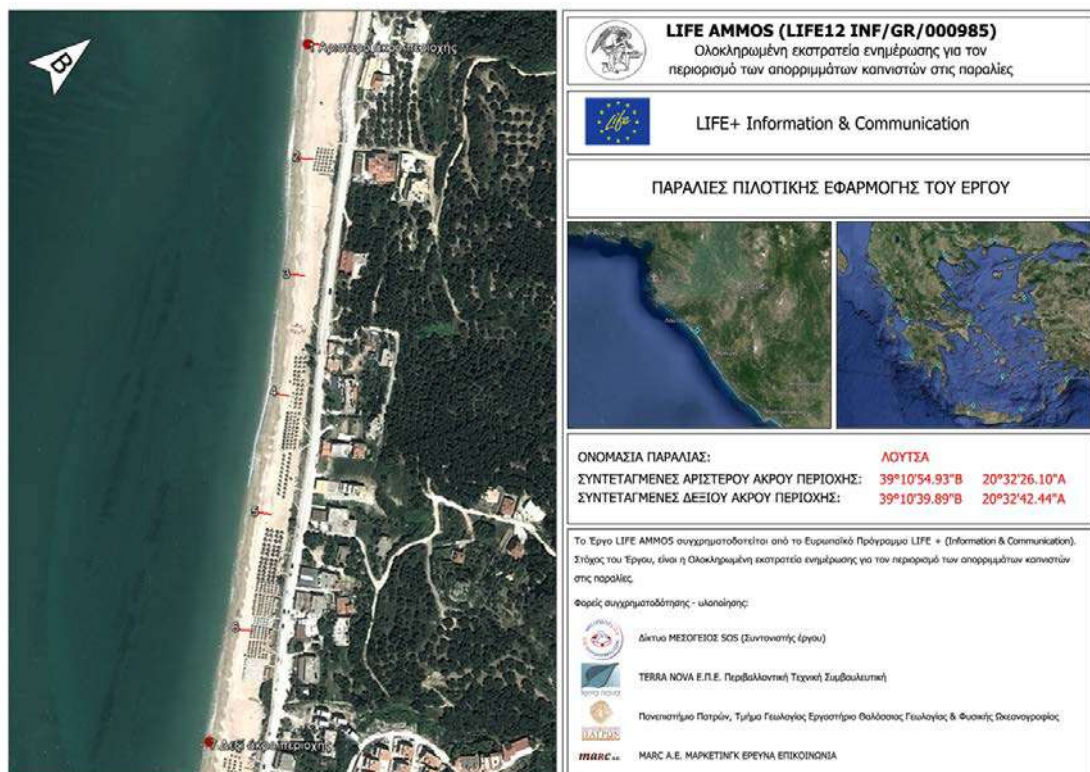 B
1 Αριστερό άκρο περιοχής
2
3
4
5
6
7 Δεξί άκρο περιοχής
LIFE AMMOS (LIFE12 INF/GR/000985)
Ολοκληρωμένη εκστρατεία ενημέρωσης για τον
περιορισμό των απορριμμάτων καπνιστών στις παραλίες
Life
LIFE+ Information & Communication
ΠΑΡΑΛΙΕΣ ΠΙΛΟΤΙΚΗΣ ΕΦΑΡΜΟΓΗΣ ΤΟΥ ΕΡΓΟΥ
ΟΝΟΜΑΣΙΑ ΠΑΡΑΛΙΑΣ: ΛΟΥΤΣΑ
ΣΥΝΤΕΤΑΓΜΕΝΕΣ ΑΡΙΣΤΕΡΟΥ ΑΚΡΟΥ ΠΕΡΙΟΧΗΣ: 39°10'54.93"Β 20°32'26.10"Α
ΣΥΝΤΕΤΑΓΜΕΝΕΣ ΔΕΞΙΟΥ ΑΚΡΟΥ ΠΕΡΙΟΧΗΣ: 39°10'39.89"Β 20°32'42.44"Α
Το Έργο LIFE AMMOS συγχρηματοδοτείται από το Ευρωπαϊκό Πρόγραμμα LIFE + (Information & Communication).
Στόχος του Έργου, είναι η Ολοκληρωμένη εκστρατεία ενημέρωσης για τον περιορισμό των απορριμμάτων καπνιστών
στις παραλίες.
Φορείς συγχρηματοδότησης - υλοποίησης:
Δίκτυο ΜΕΣΟΓΕΙΟΣ SOS (Συντονιστής έργου)
terra nova
TERRA NOVA Ε.Π.Ε. Περιβαλλοντική Τεχνική Συμβουλευτική
ΠΑΤΡΩΝ
Πανεπιστήμιο Πατρών, Τμήμα Γεωλογίας Εργαστήριο Θαλάσσιας Γεωλογίας & Φυσικής Ωκεανογραφίας
marc A.E.
MARC A.E. ΜΑΡΚΕΤΙΝΓΚ ΕΡΕΥΝΑ ΕΠΙΚΟΙΝΩΝΙΑ